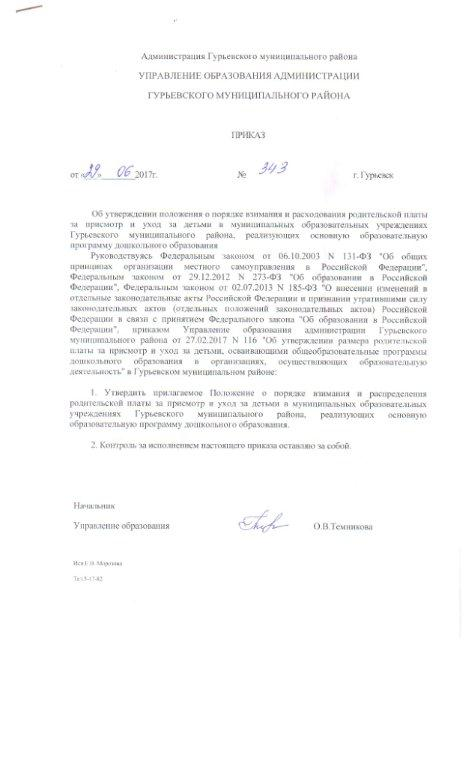 Администрация Гурьевского муниципального района
УПРАВЛЕНИЕ ОБРАЗОВАНИЯ АДМИНИСТРАЦИИ
ГУРЬЕВСКОГО МУНИЦИПАЛЬНОГО РАЙОНА
ПРИКАЗ
от «29» 06 2017г. № 343 г. Гурьевск
Об утверждении положения о порядке взимания и расходования родительской платы
за присмотр и уход за детьми в муниципальных образовательных учреждениях
Гурьевского муниципального района, реализующих основную образовательную
программу дошкольного образования
Руководствуясь Федеральным законом от 06.10.2003 N 131-ФЗ "Об общих
принципах организации местного самоуправления в Российской Федерации",
Федеральным законом от 29.12.2012 N 273-ФЗ "Об образовании в Российской
Федерации", Федеральным законом от 02.07.2013 N 185-ФЗ "О внесении изменений в
отдельные законодательные акты Российской Федерации и признании утратившими силу
законодательных актов (отдельных положений законодательных актов) Российской
Федерации в связи с принятием Федерального закона "Об образования в Российской
Федерации", приказом Управление образования администрации Гурьевского
муниципального района от 27.02.2017 N 116 "Об утверждении размера родительской
платы за присмотр и уход за детьми, осваивающими общеобразовательные программы
дошкольного образования в организациях, осуществляющих образовательную
деятельность" в Гурьевском муниципальном районе:
1. Утвердить прилагаемое Положение о порядке взимания и распределения
родительской платы за присмотр и уход за детьми в муниципальных образовательных
учреждениях Гурьевского муниципального района, реализующих основную
образовательную программу дошкольного образования.
2. Контроль за исполнением настоящего приказа оставляю за собой.
Начальник
Управление образования О.В.Темникова
Исп.Е.В. Морозова
Тел.5-17-82